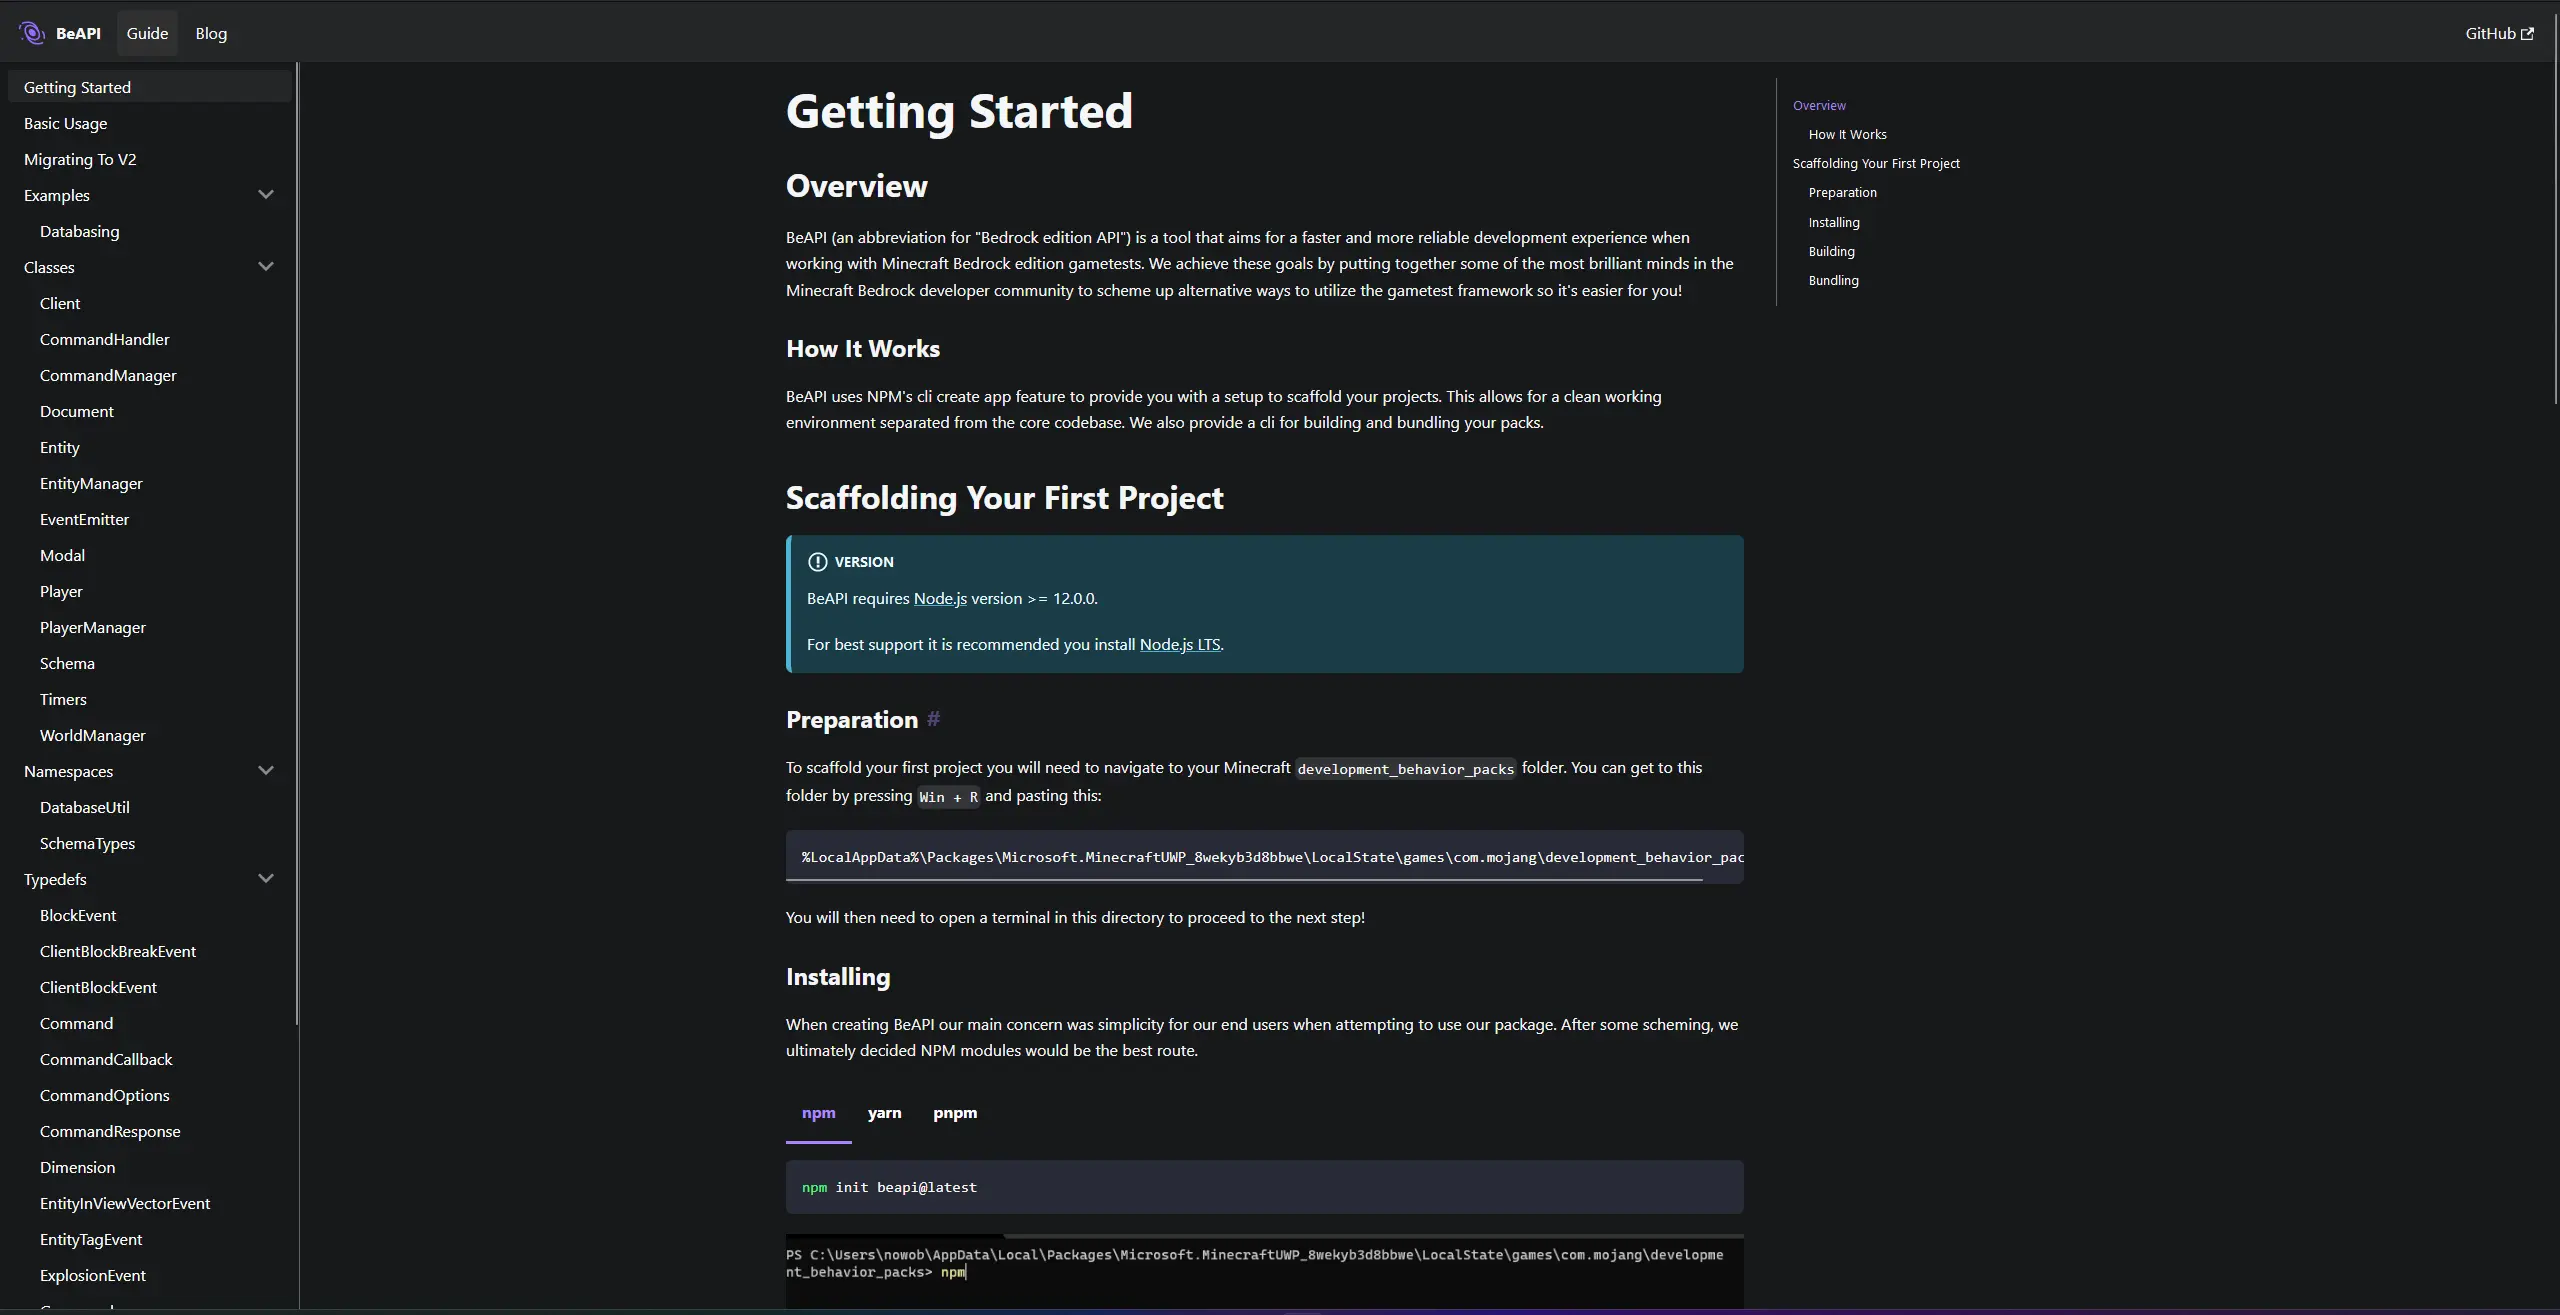 BeAPI
Guide
Blog
GitHub
Getting Started
Basic Usage
Migrating To V2
Examples
Databasing
Classes
Client
CommandHandler
CommandManager
Document
Entity
EntityManager
EventEmitter
Modal
Player
PlayerManager
Schema
Timers
WorldManager
Namespaces
DatabaseUtil
SchemaTypes
Typedefs
BlockEvent
ClientBlockBreakEvent
ClientBlockEvent
Command
CommandCallback
CommandOptions
CommandResponse
Dimension
EntityInViewVectorEvent
EntityTagEvent
ExplosionEvent
Getting Started
Overview
BeAPI (an abbreviation for "Bedrock edition API") is a tool that aims for a faster and more reliable development experience when
working with Minecraft Bedrock edition gametests. We achieve these goals by putting together some of the most brilliant minds in the
Minecraft Bedrock developer community to scheme up alternative ways to utilize the gametest framework so it's easier for you!
How It Works
BeAPI uses NPM's cli create app feature to provide you with a setup to scaffold your projects. This allows for a clean working
environment separated from the core codebase. We also provide a cli for building and bundling your packs.
Scaffolding Your First Project
VERSION
BeAPI requires Node.js version >= 12.0.0.
For best support it is recommended you install Node.js LTS.
Preparation #
To scaffold your first project you will need to navigate to your Minecraft development_behavior_packs folder. You can get to this
folder by pressing Win + R and pasting this:
%LocalAppData%\Packages\Microsoft.MinecraftUWP_8wekyb3d8bbwe\LocalState\games\com.mojang\development_behavior_pac
You will then need to open a terminal in this directory to proceed to the next step!
Installing
When creating BeAPI our main concern was simplicity for our end users when attempting to use our package. After some scheming, we
ultimately decided NPM modules would be the best route.
npm yarn pnpm
npm init beapi@latest
PS C:\Users\nowob\AppData\Local\Packages\Microsoft.MinecraftUWP_8wekyb3d8bbwe\LocalState\games\com.mojang\developme
nt_behavior_packs> npm
Overview
How It Works
Scaffolding Your First Project
Preparation
Installing
Building
Bundling